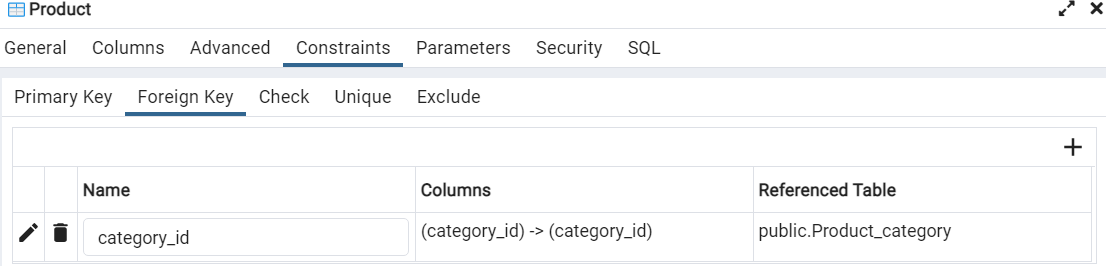 Product
General Columns Advanced Constraints Parameters Security SQL
Primary Key Foreign Key Check Unique Exclude
Name Columns Referenced Table
category_id (category_id) -> (category_id) public.Product_category